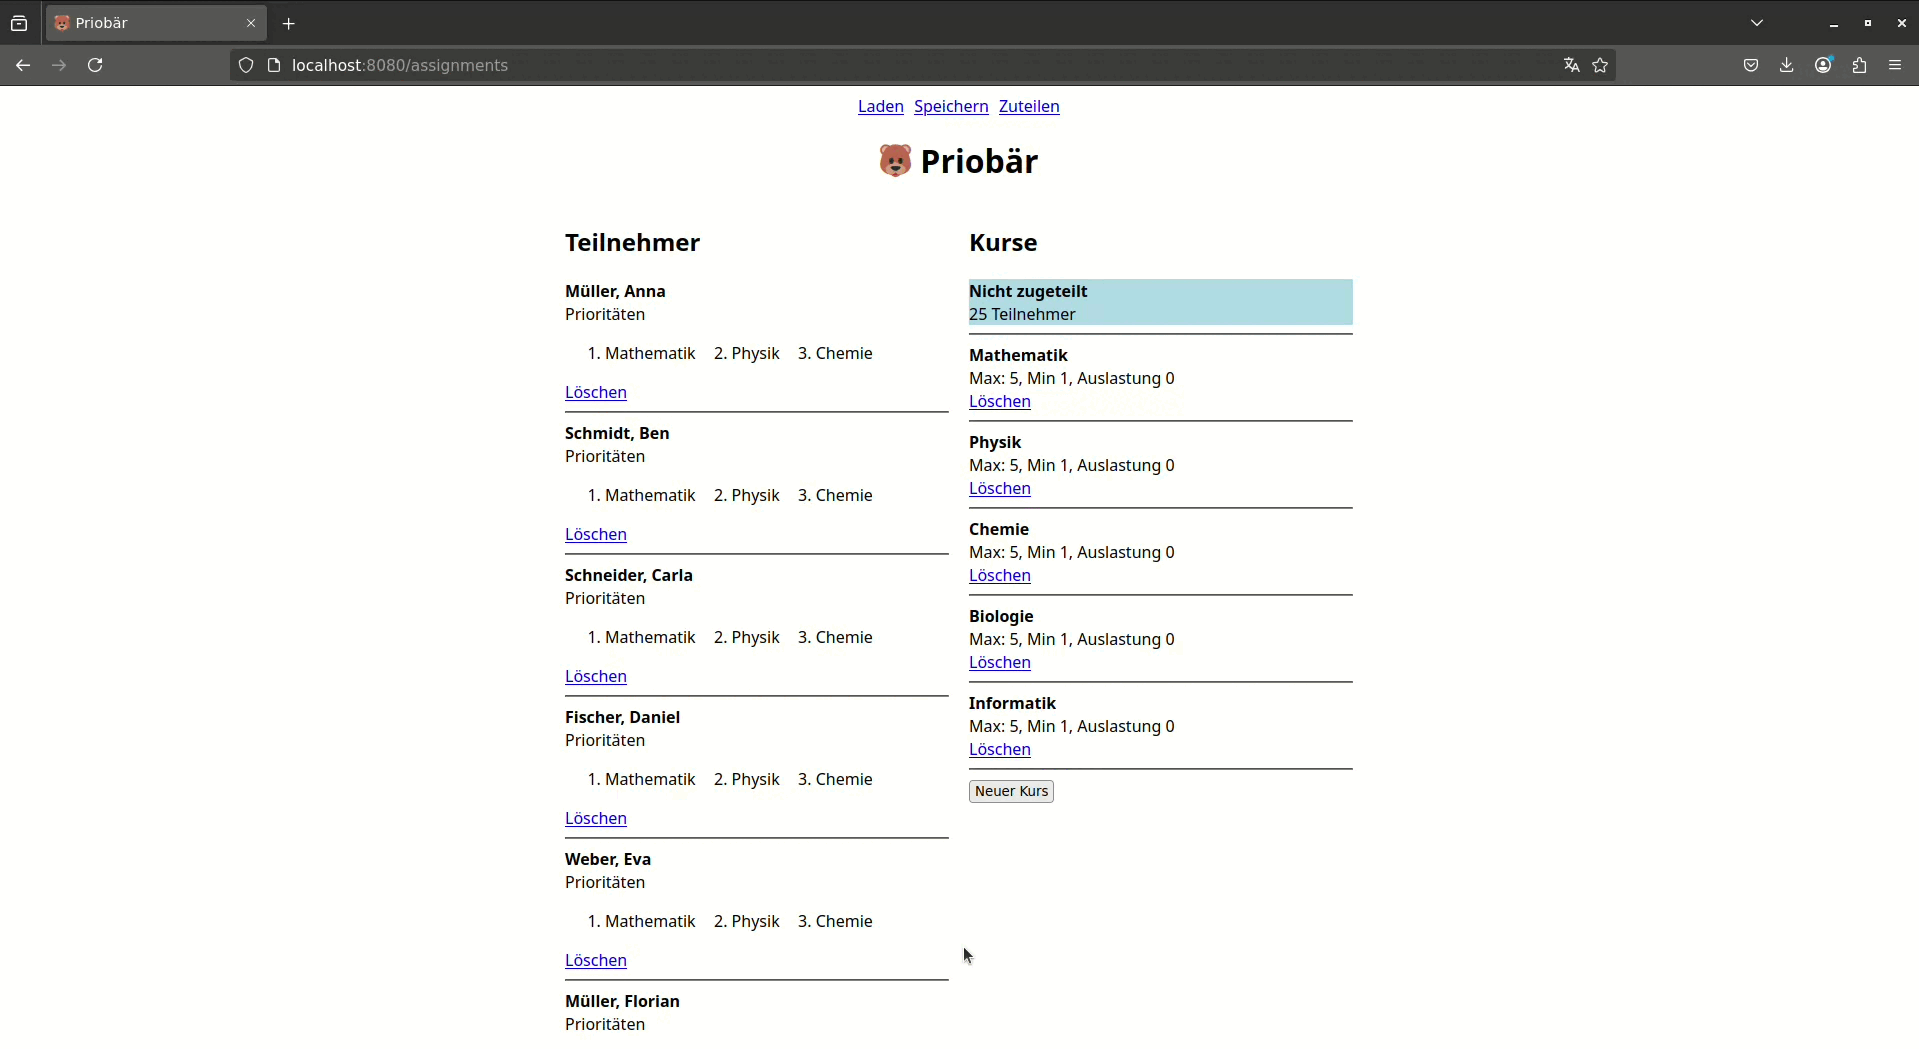 Priobär
localhost:8080/assignments
Laden Speichern Zuteilen
Priobär
Teilnehmer
Müller, Anna
Prioritäten
1. Mathematik 2. Physik 3. Chemie
Löschen
Schmidt, Ben
Prioritäten
1. Mathematik 2. Physik 3. Chemie
Löschen
Schneider, Carla
Prioritäten
1. Mathematik 2. Physik 3. Chemie
Löschen
Fischer, Daniel
Prioritäten
1. Mathematik 2. Physik 3. Chemie
Löschen
Weber, Eva
Prioritäten
1. Mathematik 2. Physik 3. Chemie
Löschen
Müller, Florian
Prioritäten
Kurse
Nicht zugeteilt
25 Teilnehmer
Mathematik
Max: 5, Min 1, Auslastung 0
Löschen
Physik
Max: 5, Min 1, Auslastung 0
Löschen
Chemie
Max: 5, Min 1, Auslastung 0
Löschen
Biologie
Max: 5, Min 1, Auslastung 0
Löschen
Informatik
Max: 5, Min 1, Auslastung 0
Löschen
Neuer Kurs